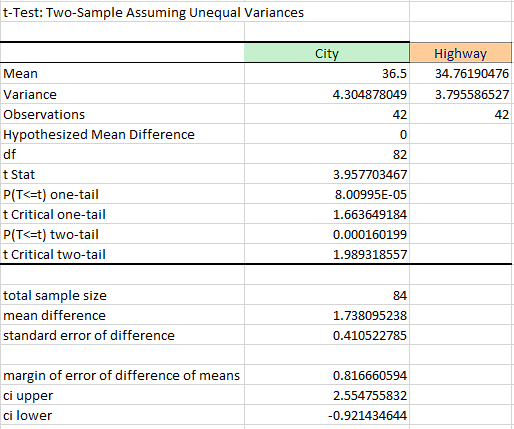 t-Test: Two-Sample Assuming Unequal Variances
City Highway
Mean 36.5 34.76190476
Variance 4.304878049 3.795586527
Observations 42 42
Hypothesized Mean Difference 0
df 82
t Stat 3.957703467
P(T<=t) one-tail 8.00995E-05
t Critical one-tail 1.663649184
P(T<=t) two-tail 0.000160199
t Critical two-tail 1.989318557
total sample size 84
mean difference 1.738095238
standard error of difference 0.410522785
margin of error of difference of means 0.816660594
ci upper 2.554755832
ci lower -0.921434644